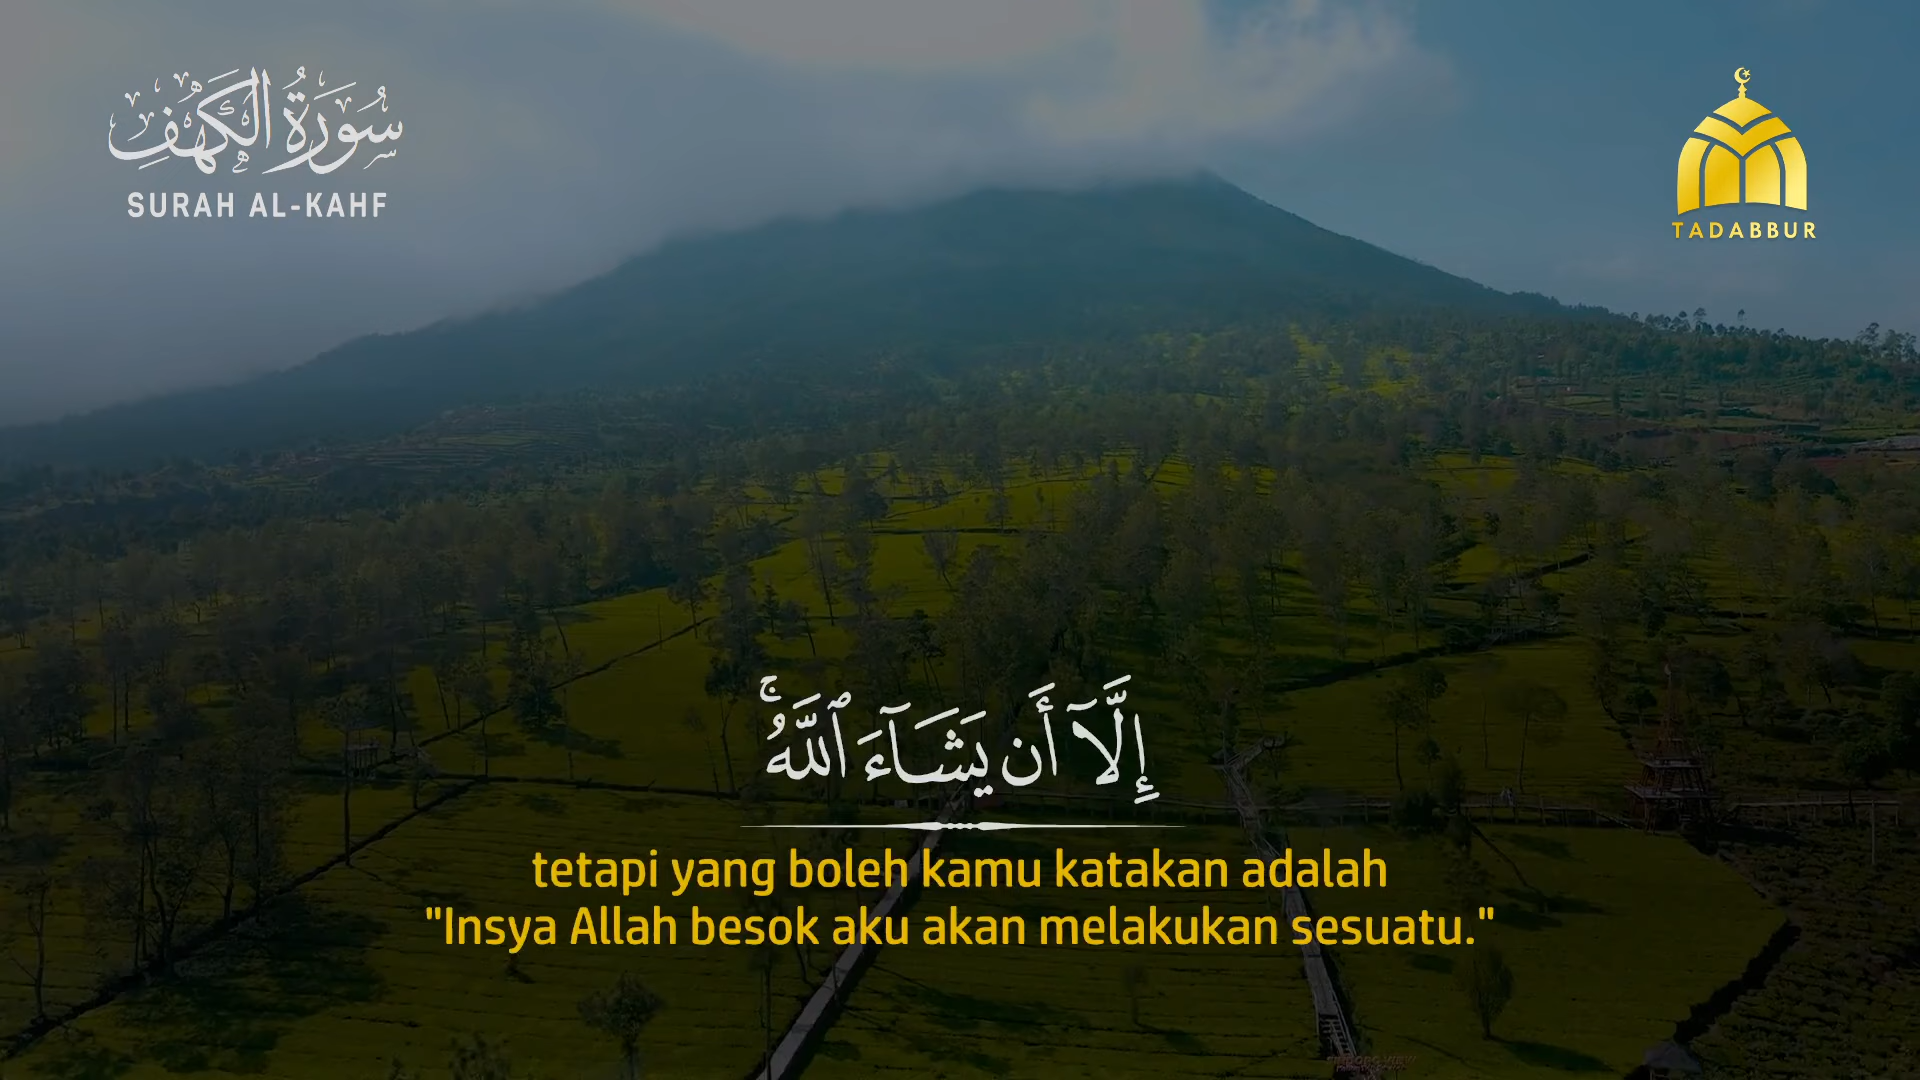 سُورَةُ الكَهْفِ
SURAH AL-KAHF
TADABBUR
إِلَّآ أَن يَشَآءَ ٱللَّهُ ۚ
tetapi yang boleh kamu katakan adalah
"Insya Allah besok aku akan melakukan sesuatu."